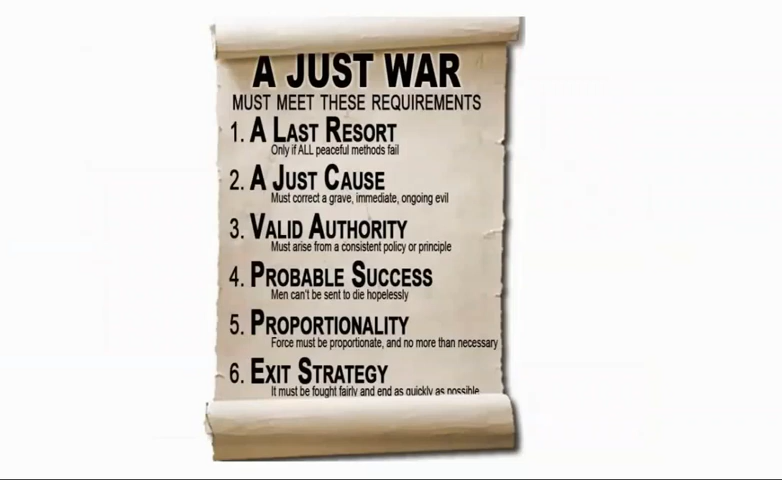 A JUST WAR
MUST MEET THESE REQUIREMENTS
1. A LAST RESORT
Only if ALL peaceful methods fail
2. A JUST CAUSE
Must correct a grave, immediate, ongoing evil
3. VALID AUTHORITY
Must arise from a consistent policy or principle
4. PROBABLE SUCCESS
Men can't be sent to die hopelessly
5. PROPORTIONALITY
Force must be proportionate, and no more than necessary
6. EXIT STRATEGY
It must be fought fairly and end as quickly as possible